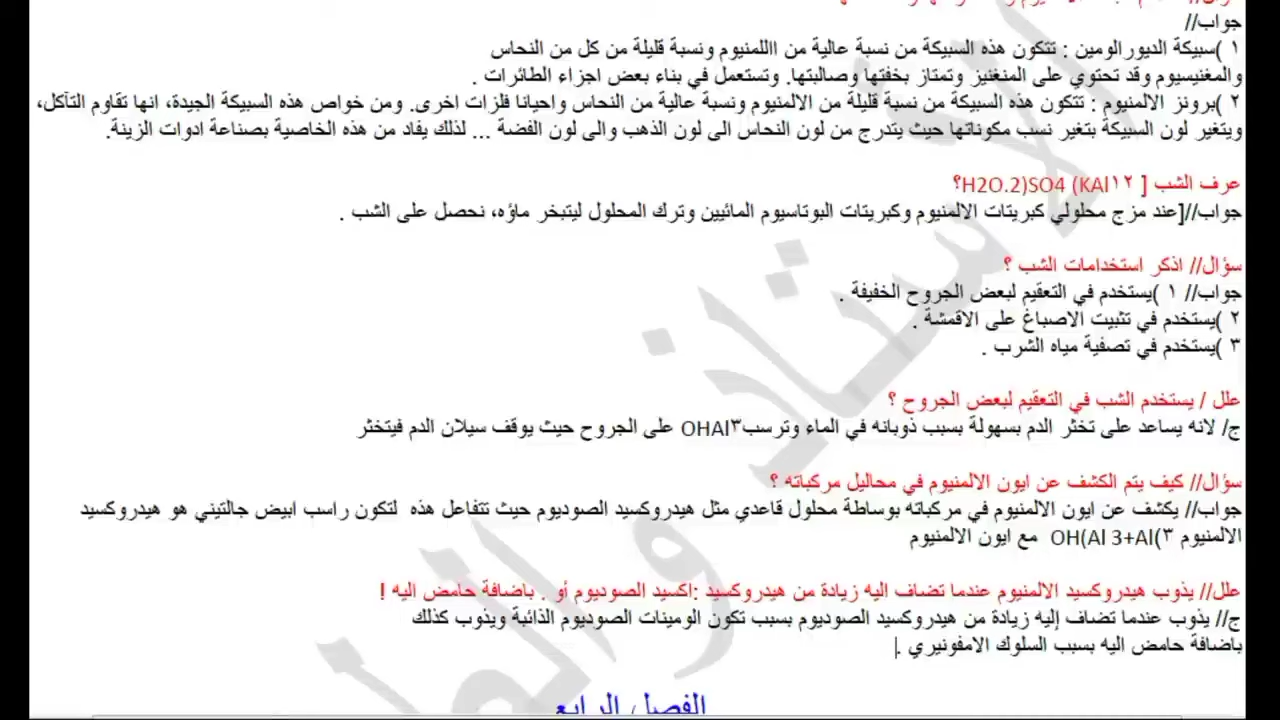 جواب//
١ )سبيكة الديورالومين : تتكون هذه السبيكة من نسبة عالية من االلمنيوم ونسبة قليلة من كل من النحاس
والمغنيسيوم وقد تحتوي على المنغنيز وتمتاز بخفتها وصالبتها. وتستعمل في بناء بعض اجزاء الطائرات .
٢ )برونز الالمنيوم : تتكون هذه السبيكة من نسبة قليلة من الالمنيوم ونسبة عالية من النحاس واحيانا فلزات اخرى. ومن خواص هذه السبيكة الجيدة، انها تقاوم التآكل،
ويتغير لون السبيكة بتغير نسب مكوناتها حيث يتدرج من لون النحاس الى لون الذهب والى لون الفضة ... لذلك يفاد من هذه الخاصية بصناعة ادوات الزينة.
عرف الشب [ ١٢H2O.2)SO4 (KAl؟
جواب//[عند مزج محلولي كبريتات الالمنيوم وكبريتات البوتاسيوم المائيين وترك المحلول ليتبخر ماؤه، نحصل على الشب .
سؤال// اذكر استخدامات الشب ؟
جواب// ١ )يستخدم في التعقيم لبعض الجروح الخفيفة .
٢ )يستخدم في تثبيت الاصباغ على الاقمشة .
٣ )يستخدم في تصفية مياه الشرب .
علل / يستخدم الشب في التعقيم لبعض الجروح ؟
ج/ لانه يساعد على تخثر الدم بسهولة بسبب ذوبانه في الماء وترسب٣OHAl على الجروح حيث يوقف سيلان الدم فيتخثر
سؤال// كيف يتم الكشف عن ايون الالمنيوم في محاليل مركباته ؟
جواب// يكشف عن ايون الالمنيوم في مركباته بوساطة محلول قاعدي مثل هيدروكسيد الصوديوم حيث تتفاعل هذه لتكون راسب ابيض جالتيني هو هيدروكسيد
الالمنيوم ٣OH(Al 3+Al) مع ايون الالمنيوم
علل// يذوب هيدروكسيد الالمنيوم عندما تضاف اليه زيادة من هيدروكسيد :اكسيد الصوديوم أو . باضافة حامض اليه !
ج// يذوب عندما تضاف إليه زيادة من هيدروكسيد الصوديوم بسبب تكون الومينات الصوديوم الذائبة ويذوب كذلك
باضافة حامض اليه بسبب السلوك الامفونيري .
الفصل الرابع